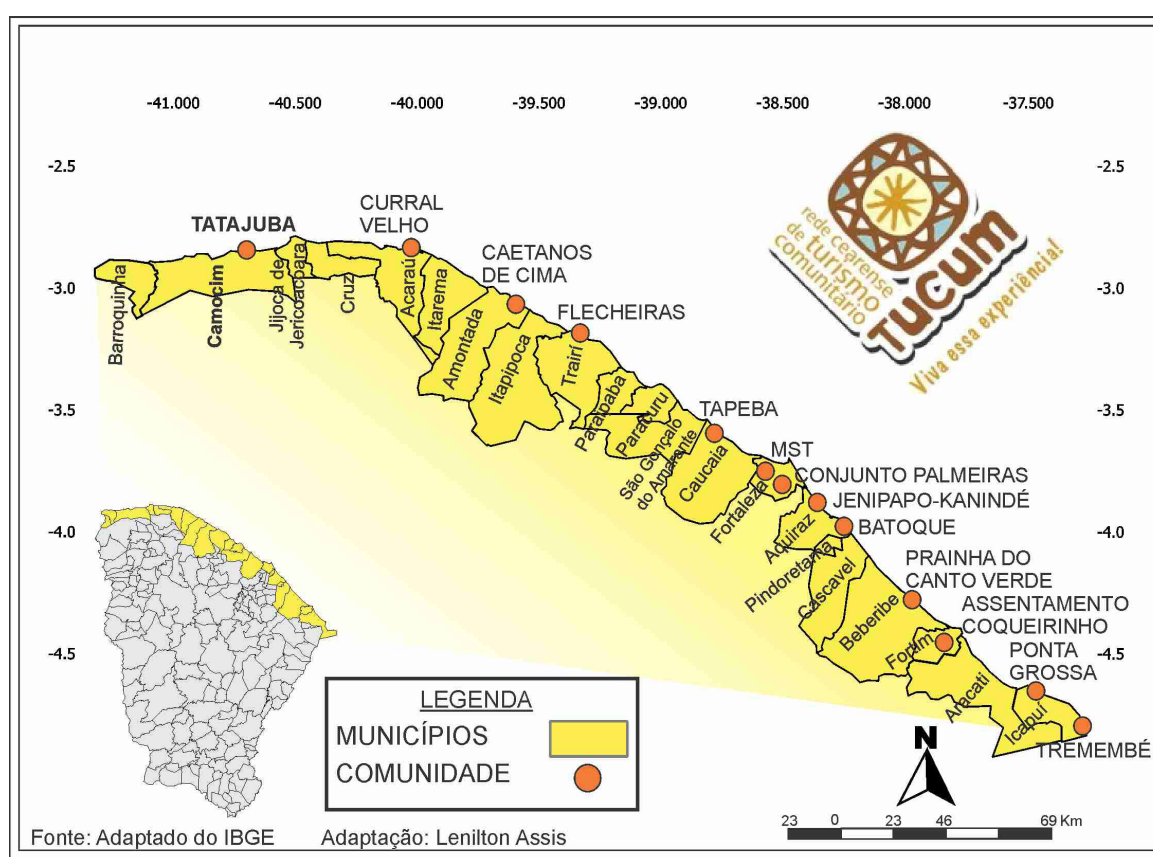 -41.000 -40.500 -40.000 -39.500 -39.000 -38.500 -38.000 -37.500
-2.5 -2.5
-3.0 -3.0
-3.5 -3.5
-4.0 -4.0
-4.5 -4.5
rede cearense
de turismo
comunitário
TUCUM
Viva essa experiência!
TATAJUBA
CURRAL
VELHO
CAETANOS
DE CIMA
FLECHEIRAS
TAPEBA
MST
CONJUNTO PALMEIRAS
JENIPAPO-KANINDÉ
BATOQUE
PRAINHA DO
CANTO VERDE
ASSENTAMENTO
COQUEIRINHO
PONTA
GROSSA
TREMEMBÉ
Barroquinha
Camocim
Jijoca de
Jericoacoara
Cruz
Acaraú
Itarema
Amontada
Itapipoca
Trairí
Paraipaba
Paracuru
São Gonçalo
do Amarante
Caucaia
Fortaleza
Aquiraz
Pindoretama
Cascavel
Beberibe
Fortim
Aracati
Icapuí
LEGENDA
MUNICÍPIOS
COMUNIDADE
N
23 0 23 46 69 Km
Fonte: Adaptado do IBGE Adaptação: Lenilton Assis